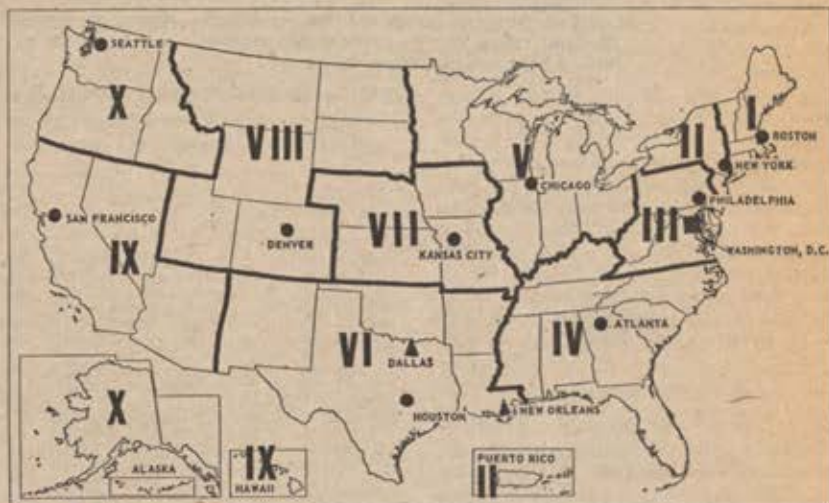 SEATTLE
X
VIII
I
BOSTON
II
NEW YORK
V
CHICAGO
PHILADELPHIA
SAN FRANCISCO
IX
DENVER
VII
KANSAS CITY
III
WASHINGTON, D.C.
VI
DALLAS
IV
ATLANTA
HOUSTON
NEW ORLEANS
X
ALASKA
IX
HAWAII
PUERTO RICO
II